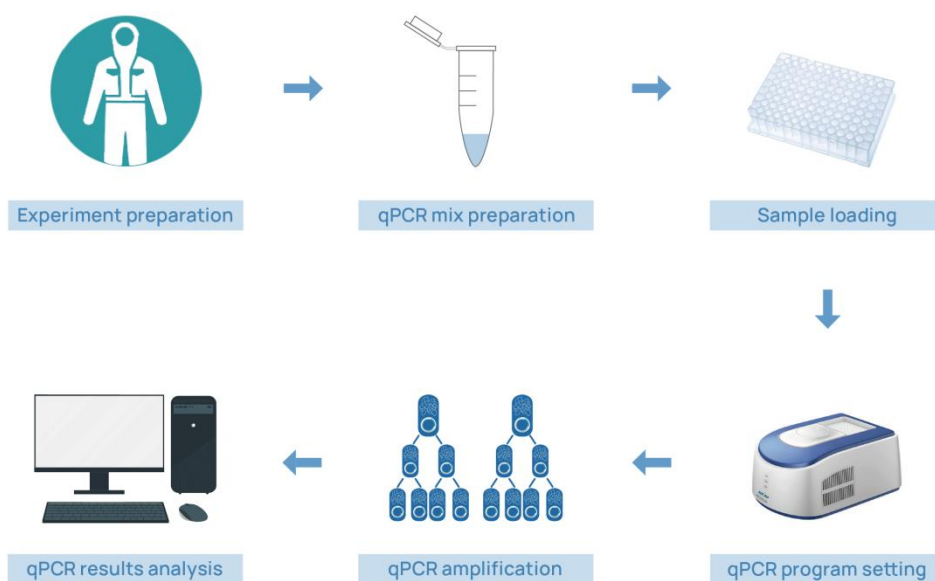 Experiment preparation
qPCR mix preparation
Sample loading
qPCR program setting
qPCR amplification
qPCR results analysis